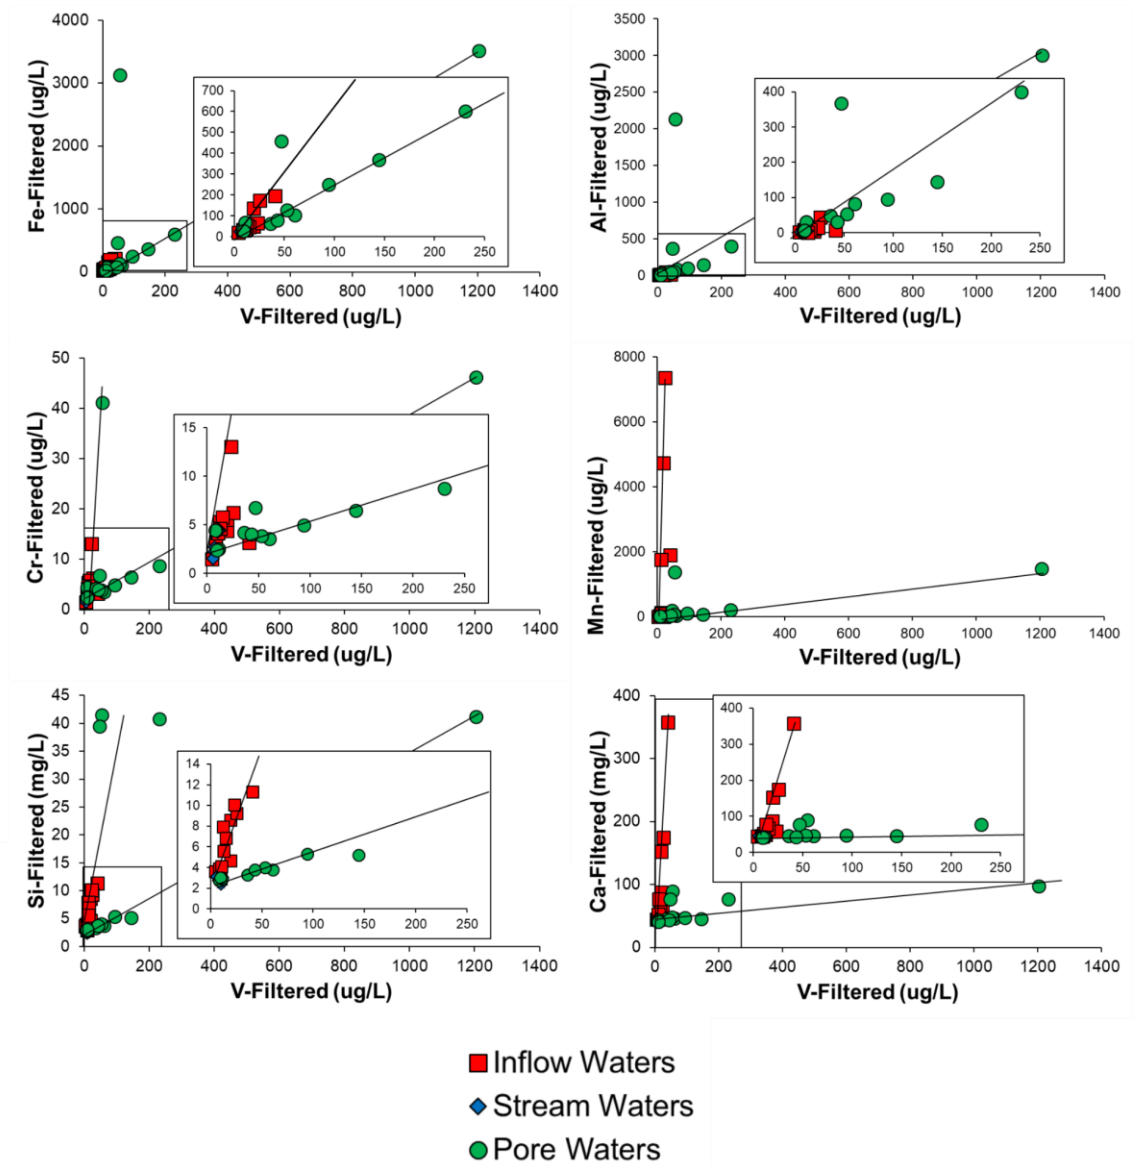 Fe-Filtered (ug/L)
4000
3000
2000
1000
0
0 200 400 600 800 1000 1200 1400
V-Filtered (ug/L)
700
600
500
400
300
200
100
0
0 50 100 150 200 250
Al-Filtered (ug/L)
3500
3000
2500
2000
1500
1000
500
0
0 200 400 600 800 1000 1200 1400
V-Filtered (ug/L)
400
300
200
100
0
0 50 100 150 200 250
Cr-Filtered (ug/L)
50
40
30
20
10
0
0 200 400 600 800 1000 1200 1400
V-Filtered (ug/L)
15
10
5
0
0 50 100 150 200 250
Mn-Filtered (ug/L)
8000
6000
4000
2000
0
0 200 400 600 800 1000 1200 1400
V-Filtered (ug/L)
Si-Filtered (mg/L)
45
40
35
30
25
20
15
10
5
0
0 200 400 600 800 1000 1200 1400
V-Filtered (ug/L)
14
12
10
8
6
4
2
0
0 50 100 150 200 250
Ca-Filtered (mg/L)
400
300
200
100
0
0 200 400 600 800 1000 1200 1400
V-Filtered (ug/L)
400
300
200
100
0
0 50 100 150 200 250
Inflow Waters
Stream Waters
Pore Waters